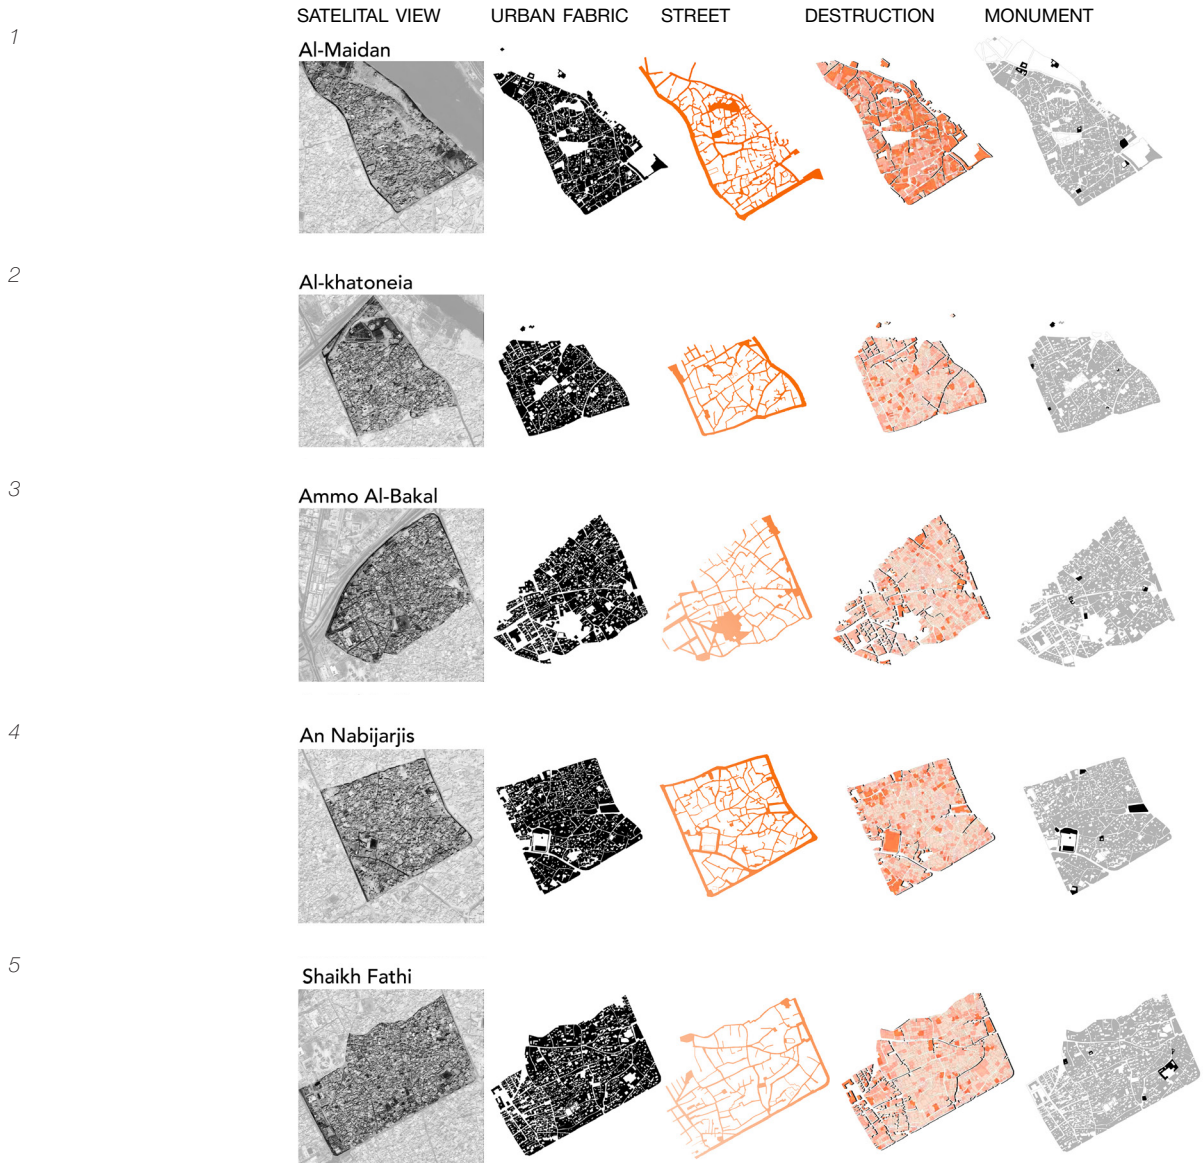 SATELITAL VIEW URBAN FABRIC STREET DESTRUCTION MONUMENT
1
Al-Maidan
2
Al-khatoneia
3
Ammo Al-Bakal
4
An Nabijarjis
5
Shaikh Fathi